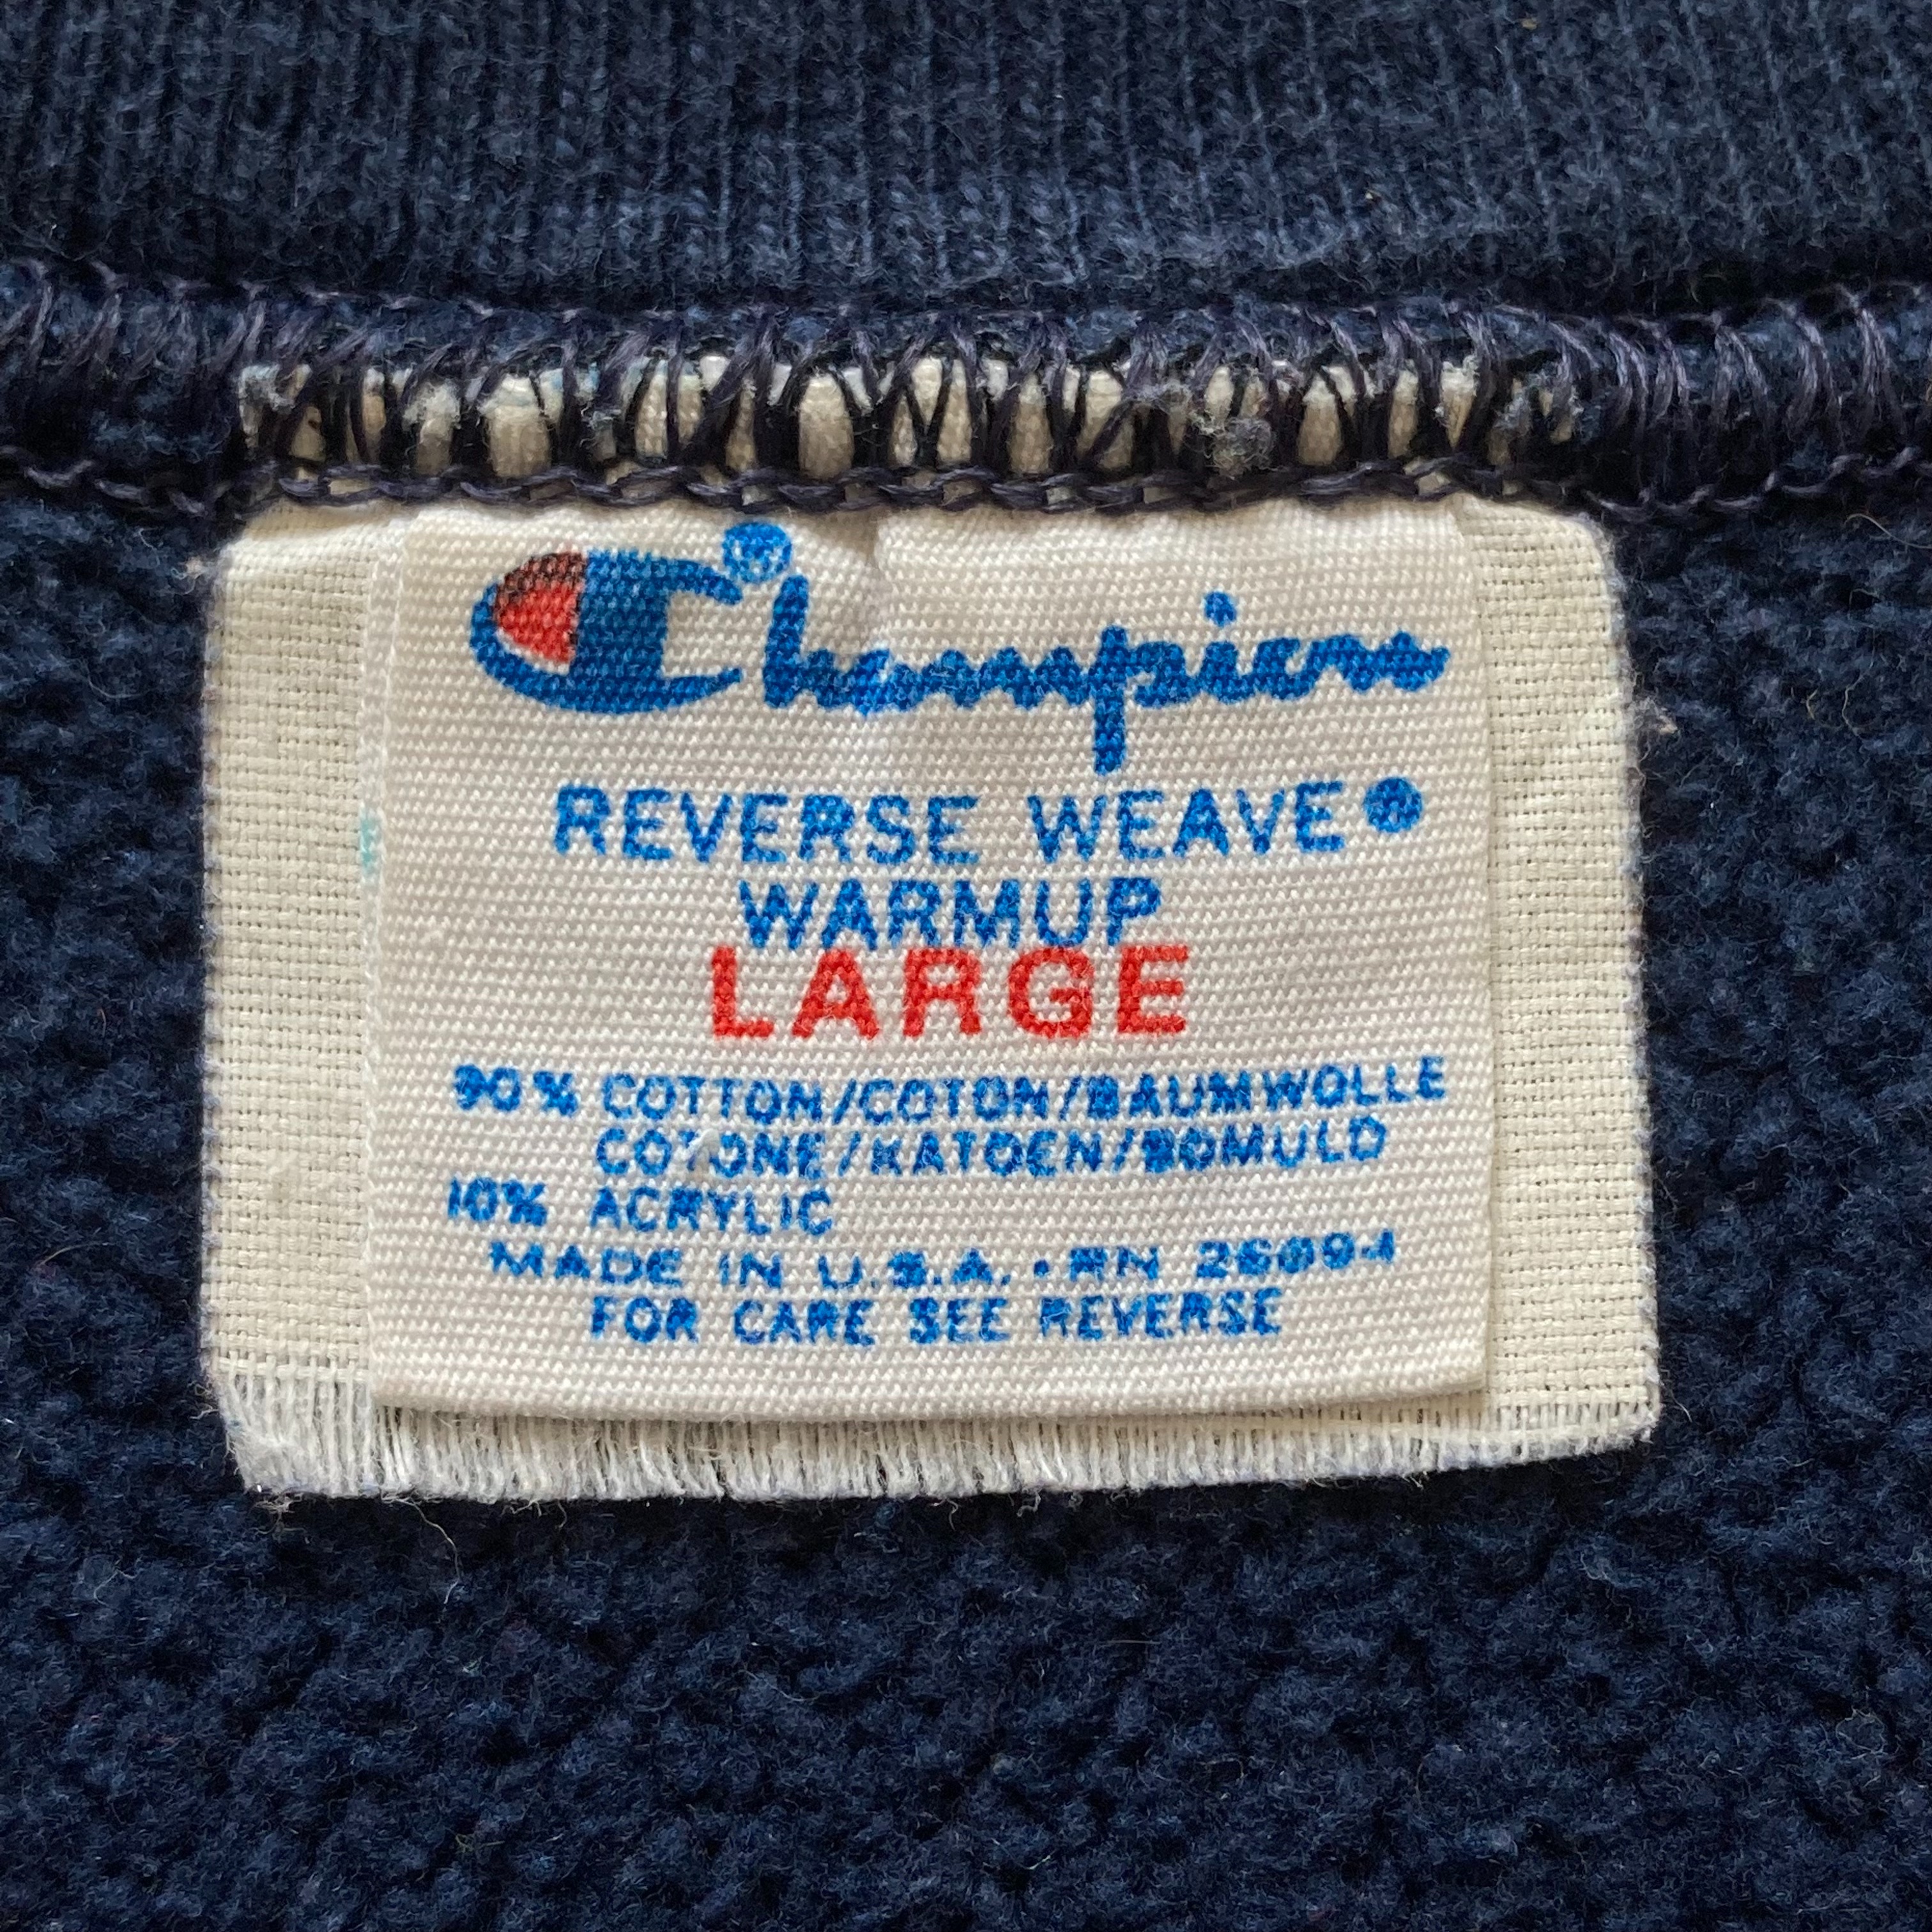 Champion®
REVERSE WEAVE®
WARMUP
LARGE
90% COTTON/COTON/BAUMWOLLE
COTONE/KATOEN/BOMULD
10% ACRYLIC
MADE IN U.S.A. • RN 26094
FOR CARE SEE REVERSE